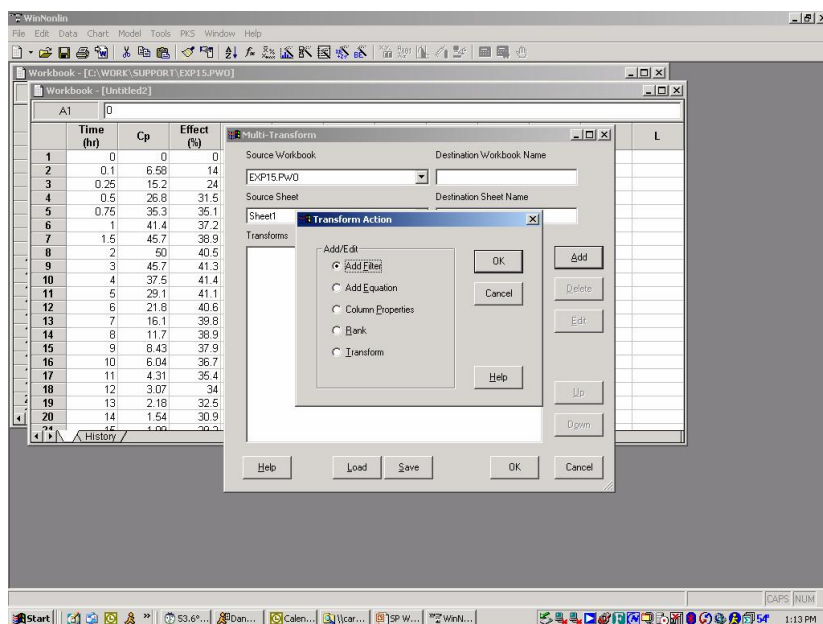 WinNonlin
File Edit Data Chart Model Tools PKS Window Help
Workbook - [C:\WORK\SUPPORT\EXP15.PWO]
Workbook - [Untitled2]
A1 0
Time (hr) Cp Effect (%) L
1 0 0 0
2 0.1 6.58 14
3 0.25 15.2 24
4 0.5 26.8 31.5
5 0.75 35.3 35.1
6 1 41.4 37.2
7 1.5 45.7 38.9
8 2 50 40.5
9 3 45.7 41.3
10 4 37.5 41.4
11 5 29.1 41.1
12 6 21.8 40.6
13 7 16.1 39.8
14 8 11.7 38.9
15 9 8.43 37.9
16 10 6.04 36.7
17 11 4.31 35.4
18 12 3.07 34
19 13 2.18 32.5
20 14 1.54 30.9
History
Multi-Transform
Source Workbook Destination Workbook Name
EXP15.PWO
Source Sheet Destination Sheet Name
Sheet1
Transforms
Add
Delete
Edit
Up
Down
Help Load Save OK Cancel
Transform Action
Add/Edit
Add Filter
Add Equation
Column Properties
Rank
Transform
OK
Cancel
Help
CAPS NUM
Start » 53.6°... Dan... Calen... \\car... SP W... WinN... 54° 1:13 PM